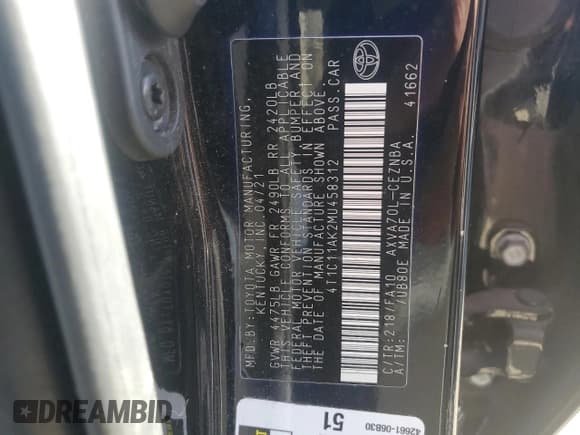 MFD.BY:TOYOTA MOTOR MANUFACTURING,
KENTUCKY, INC. 04/21
GVWR 4475LB GAWR FR 2490LB RR 2420LB
THIS VEHICLE CONFORMS TO ALL APPLICABLE
FEDERAL MOTOR VEHICLE SAFETY, BUMPER, AND
THEFT PREVENTION STANDARDS IN EFFECT ON
THE DATE OF MANUFACTURE SHOWN ABOVE.
4T1C11AK2MU458312 PASS.CAR
C/TR:218/FA10 AXVA70L-CEZNBA
A/TM: /UB80E MADE IN U.S.A. 41662
42661-06B30
51
DREAMBID